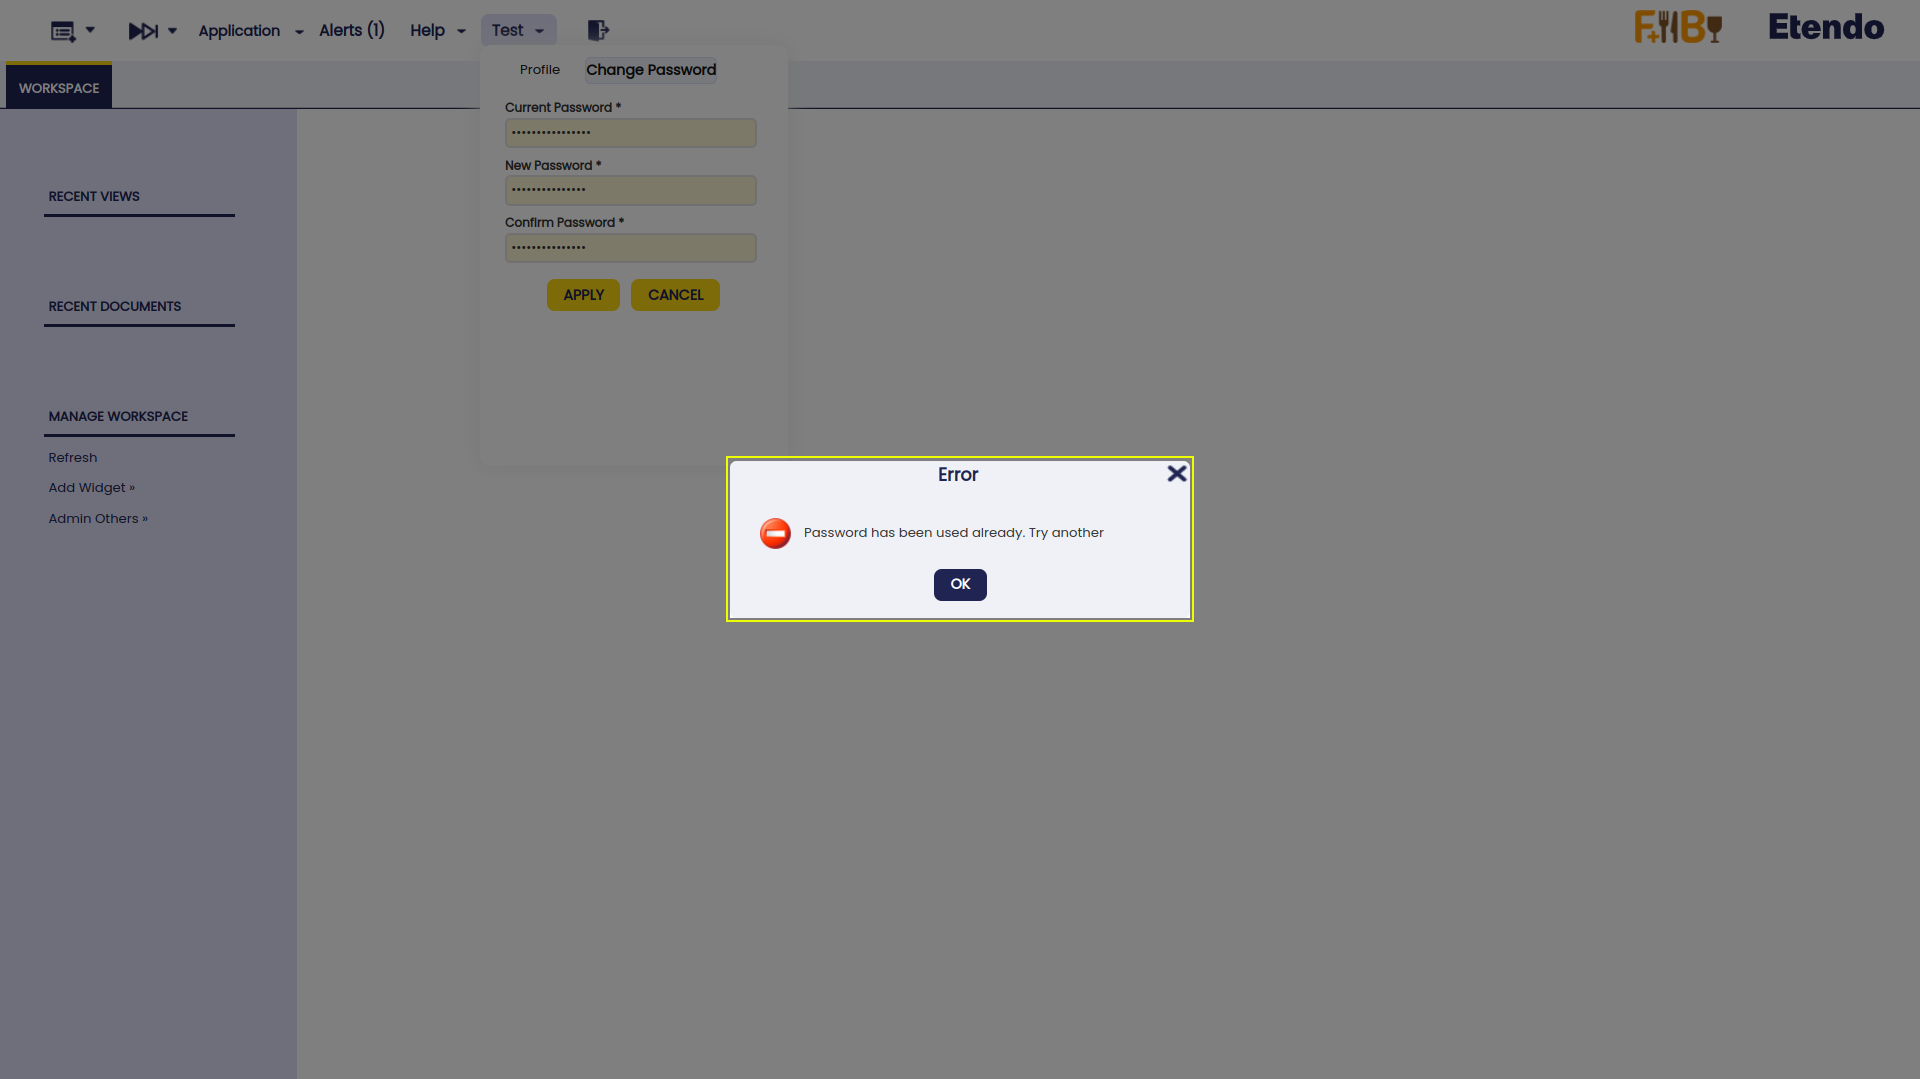 Application
Alerts (1)
Help
Test
F+B
Etendo
WORKSPACE
Profile
Change Password
Current Password *
••••••••••••••••
New Password *
•••••••••••••••
Confirm Password *
•••••••••••••••
APPLY
CANCEL
RECENT VIEWS
RECENT DOCUMENTS
MANAGE WORKSPACE
Refresh
Add Widget »
Admin Others »
Error
Password has been used already. Try another
OK